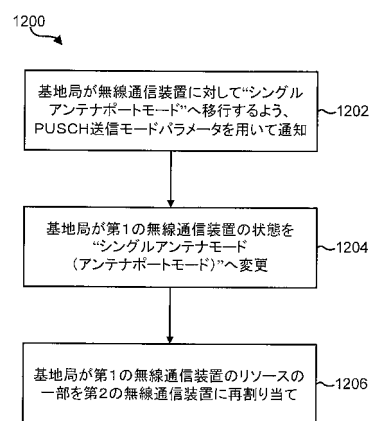 1200
基地局が無線通信装置に対して“シングル
アンテナポートモード”へ移行するよう、
PUSCH送信モードパラメータを用いて通知
1202
基地局が第1の無線通信装置の状態を
“シングルアンテナモード
（アンテナポートモード）”へ変更
1204
基地局が第1の無線通信装置のリソースの
一部を第2の無線通信装置に再割り当て
1206